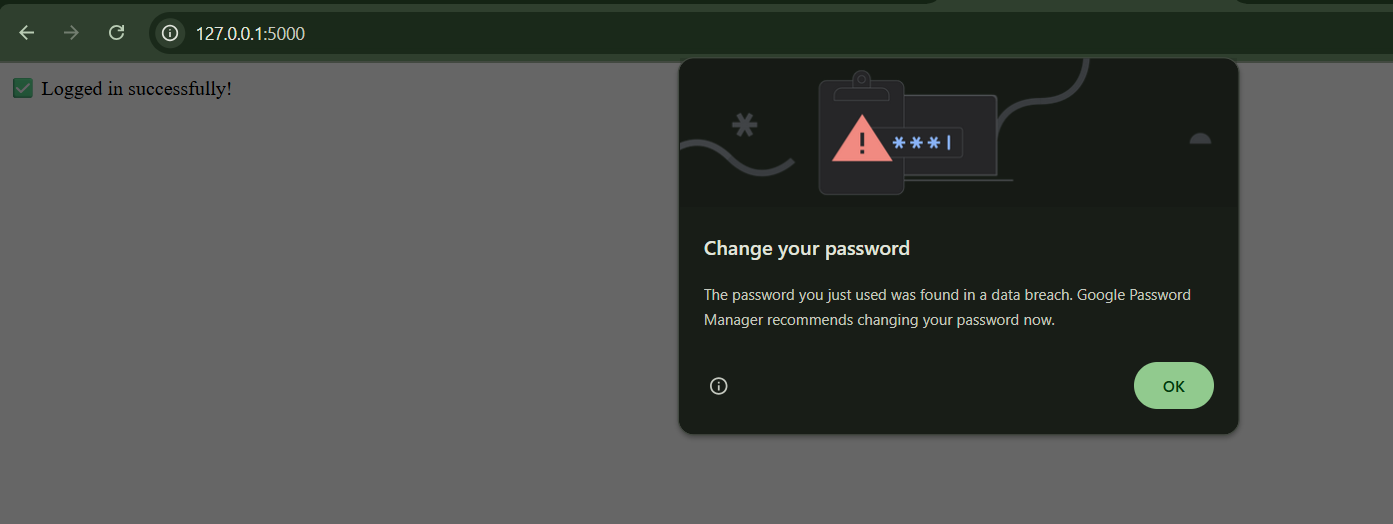 127.0.0.1:5000
✅ Logged in successfully!
***|
Change your password
The password you just used was found in a data breach. Google Password
Manager recommends changing your password now.
OK